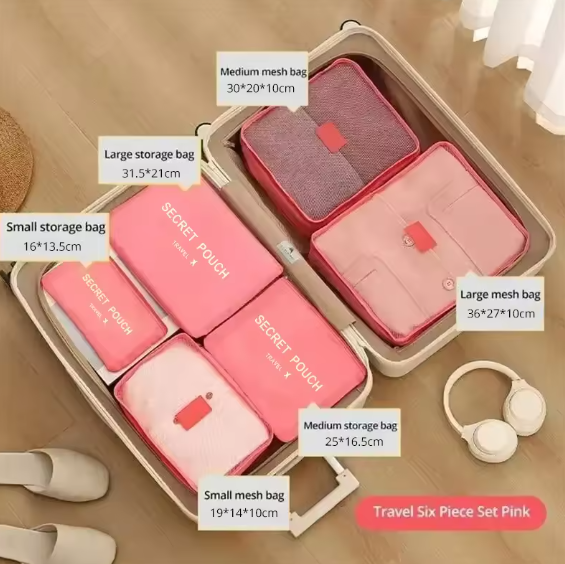 Medium mesh bag
30*20*10cm
Large storage bag
31.5*21cm
Small storage bag
16*13.5cm
SECRET POUCH
TRAVEL
SECRET POUCH
SECRET POUCH
TRAVEL
Large mesh bag
36*27*10cm
Medium storage bag
25*16.5cm
Small mesh bag
19*14*10cm
Travel Six Piece Set Pink